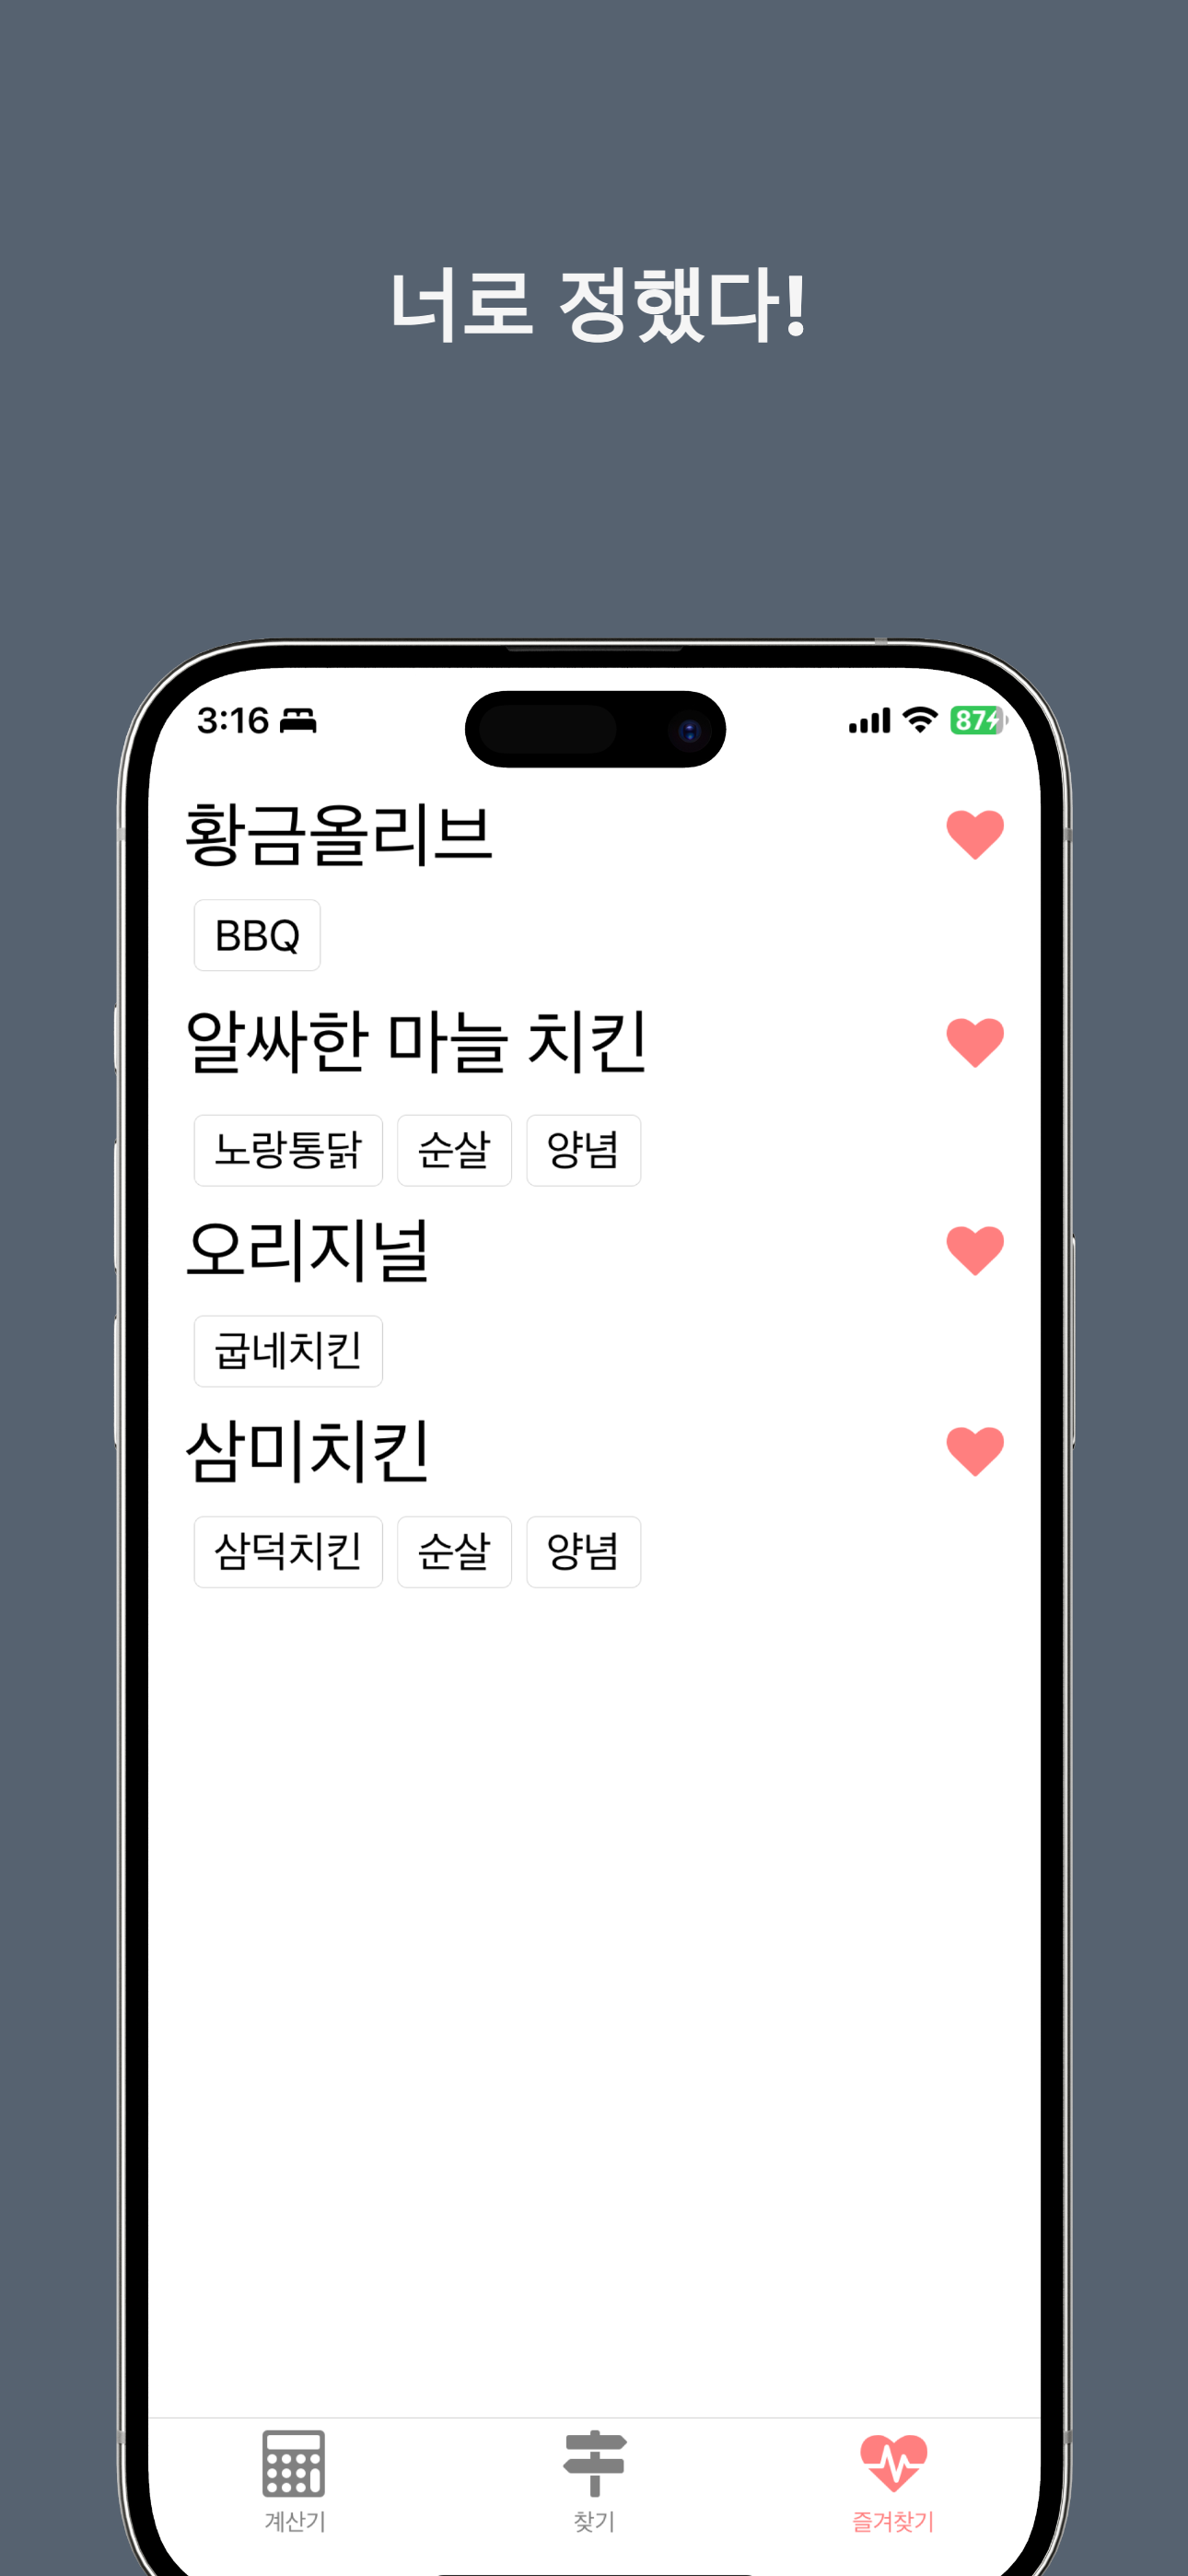 너로 정했다!
3:16
87
황금올리브
BBQ
알싸한 마늘 치킨
노랑통닭 순살 양념
오리지널
굽네치킨
삼미치킨
삼덕치킨 순살 양념
계산기 찾기 즐겨찾기